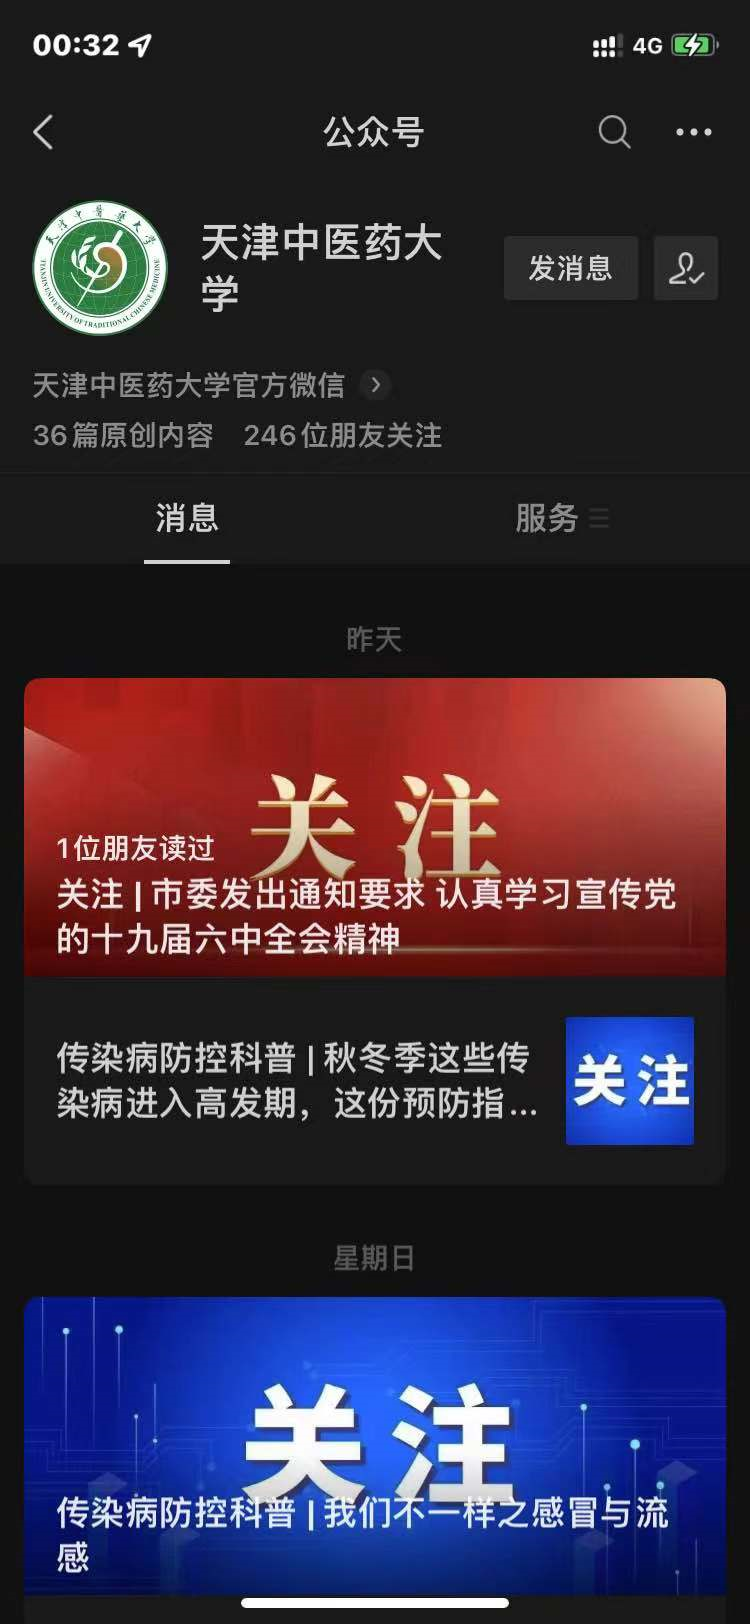 00:32
4G
公众号
天津中医药大学
TIANJIN UNIVERSITY OF TRADITIONAL CHINESE MEDICINE
天津中医药大
学
发消息
天津中医药大学官方微信
36篇原创内容 246位朋友关注
消息
服务
昨天
关注
1位朋友读过
关注 | 市委发出通知要求 认真学习宣传党
的十九届六中全会精神
传染病防控科普 | 秋冬季这些传
染病进入高发期，这份预防指...
关注
星期日
关注
传染病防控科普 | 我们不一样之感冒与流
感